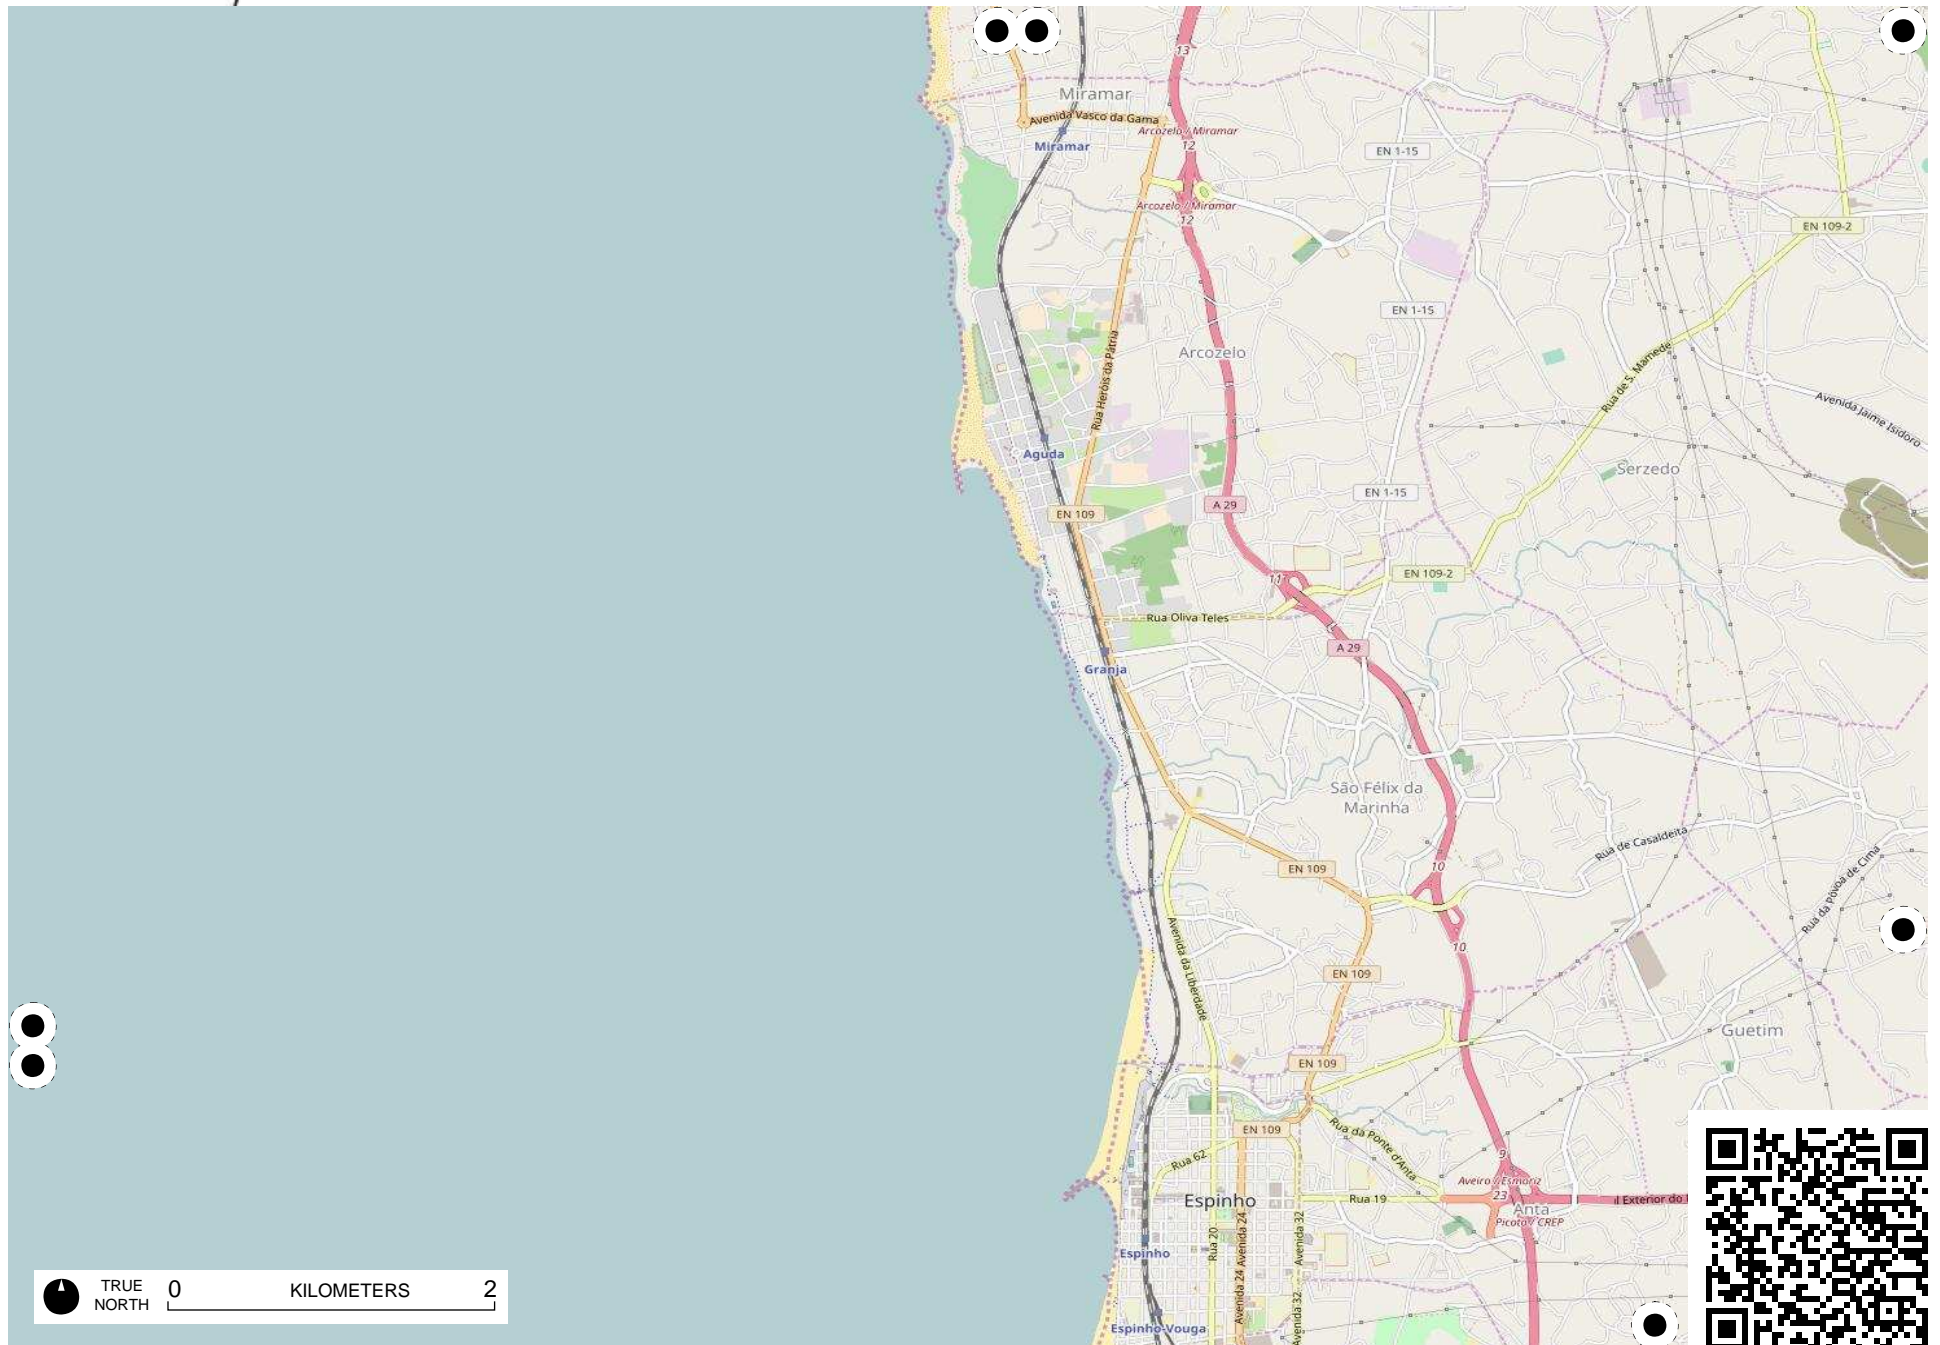 13
Miramar
Avenida Vasco da Gama
Arcozelo / Miramar
12
Miramar
EN 1-15
Arcozelo / Miramar
12
EN 109-2
EN 1-15
Rua Heróis da Pátria
Arcozelo
Rua de S. Mamede
Avenida Jaime Isidoro
Aguda
Serzedo
EN 1-15
A 29
EN 109
11
EN 109-2
Rua Oliva Teles
A 29
Granja
São Félix da
Marinha
Rua de Casaldeita
10
EN 109
Rua da Póvoa de Cima
10
Avenida da Liberdade
EN 109
Guetim
EN 109
EN 109
Rua da Ponte d'Anta
Rua 62
9
Aveiro / Esmoriz
23
Espinho
Rua 19
il Exterior do
Anta
Picoto / CREP
Rua 20
Avenida 24
Avenida 24
Avenida 32
Avenida 32
Espinho
Espinho-Vouga
TRUE
NORTH
0 KILOMETERS 2